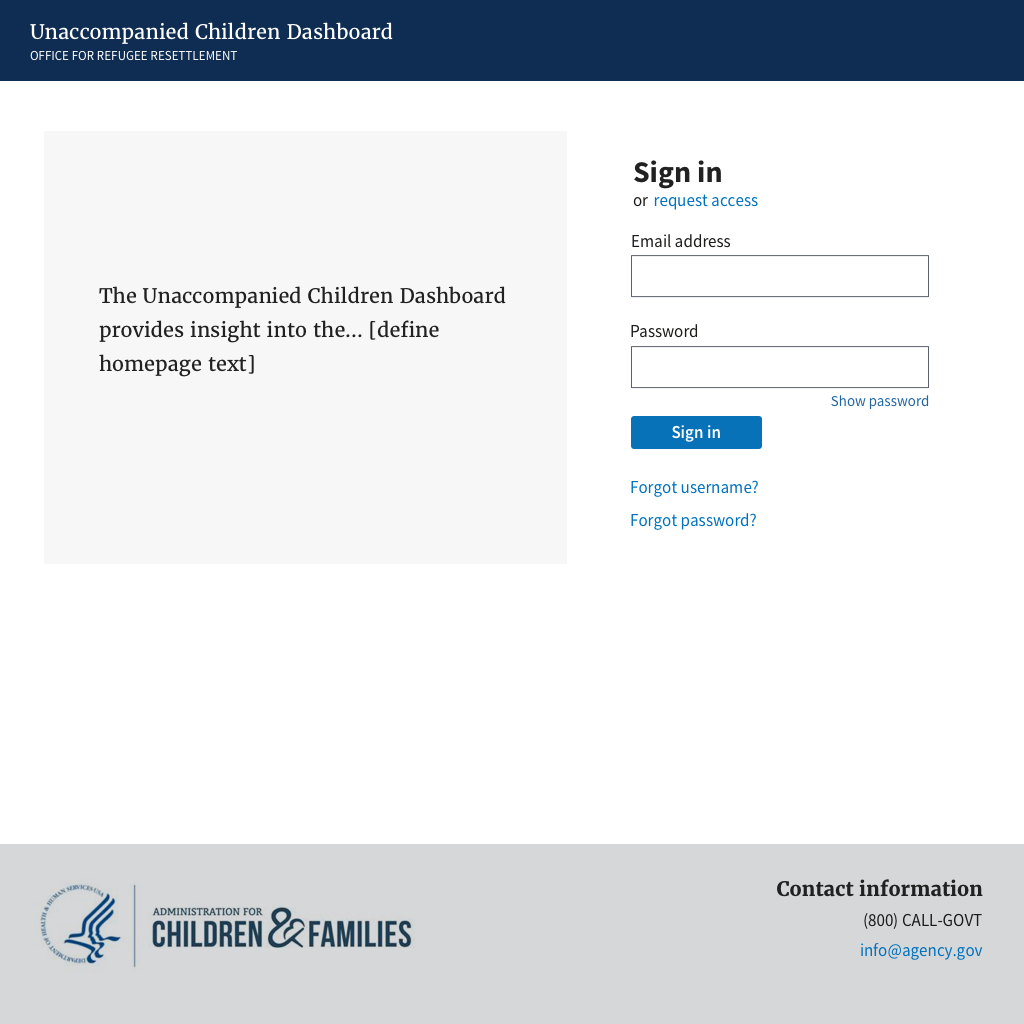 Unaccompanied Children Dashboard
OFFICE FOR REFUGEE RESETTLEMENT
The Unaccompanied Children Dashboard
provides insight into the... [define
homepage text]
Sign in
or request access
Email address
Password
Show password
Sign in
Forgot username?
Forgot password?
DEPARTMENT OF HEALTH & HUMAN SERVICES USA
ADMINISTRATION FOR
CHILDREN & FAMILIES
Contact information
(800) CALL-GOVT
info@agency.gov